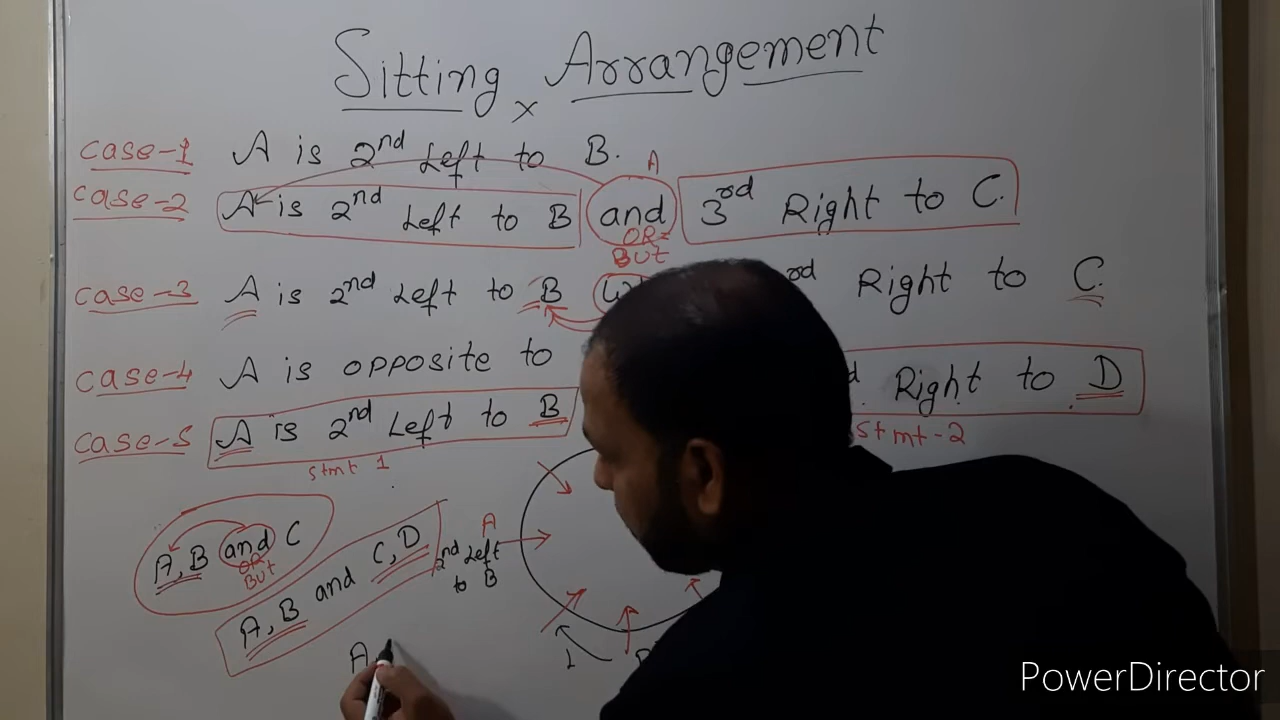 Sitting Arrangement
x
case-1 A is 2nd Left to B.
A
case-2 A is 2nd Left to B and 3rd Right to C.
OR
BUT
case-3 A is 2nd Left to B rd Right to C.
case-4 A is opposite to
case-5 A is 2nd Left to B d Right to D
stmt 1 stmt-2
A, B and C
OR
BUT
A, B and C, D
A
2nd Left
to B
1
A
PowerDirector